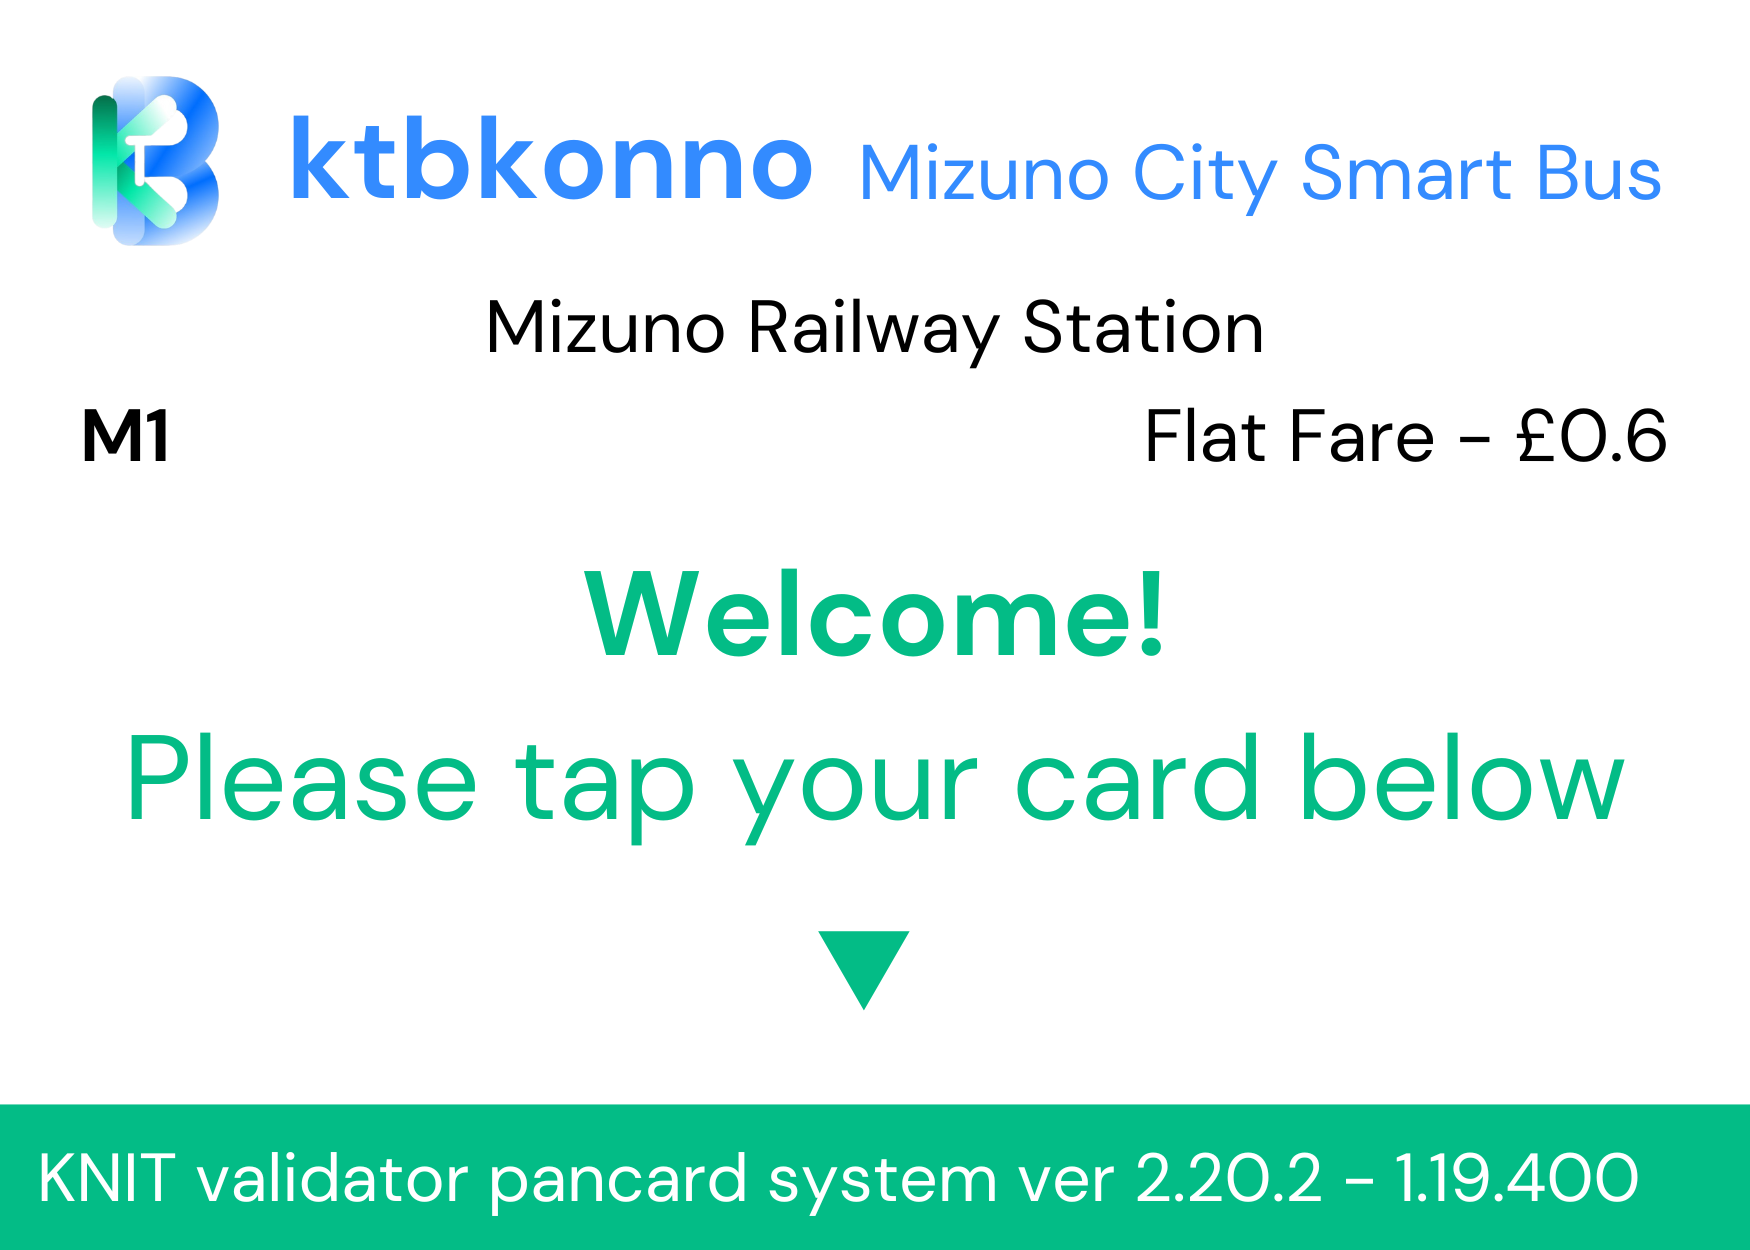 ktbkonno Mizuno City Smart Bus
Mizuno Railway Station
M1 Flat Fare - £0.6
Welcome!
Please tap your card below
KNIT validator pancard system ver 2.20.2 - 1.19.400